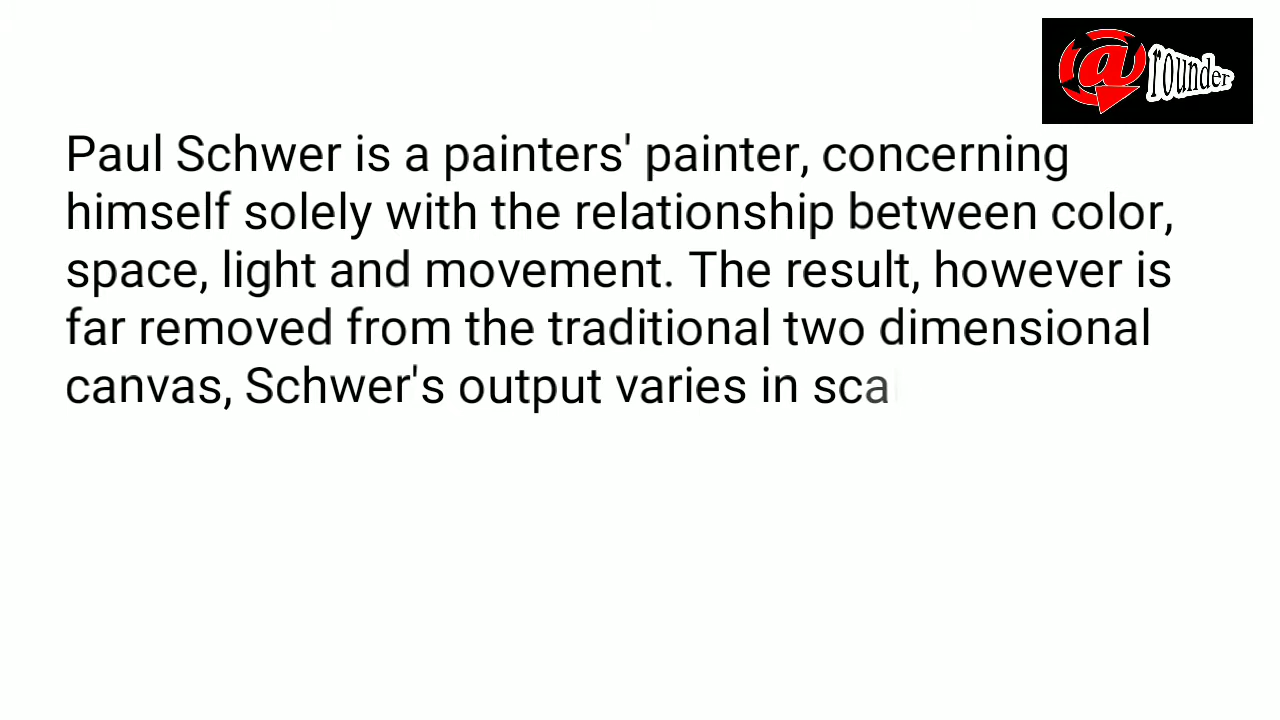 @rounder
Paul Schwer is a painters' painter, concerning
himself solely with the relationship between color,
space, light and movement. The result, however is
far removed from the traditional two dimensional
canvas, Schwer's output varies in sca